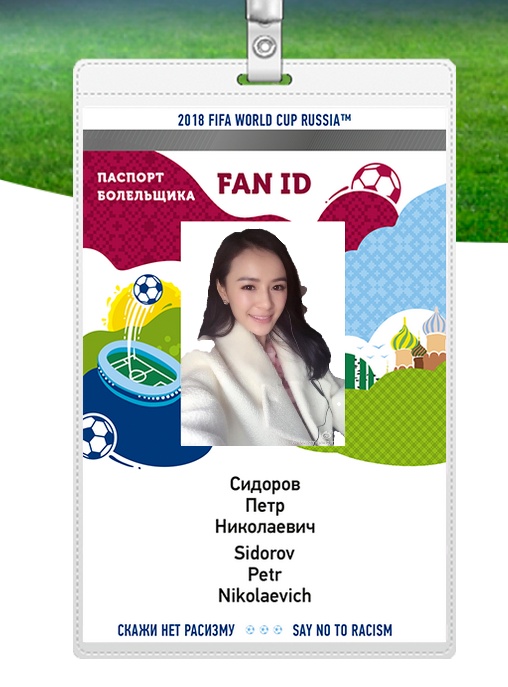 2018 FIFA WORLD CUP RUSSIA™
ПАСПОРТ
БОЛЕЛЬЩИКА
FAN ID
Сидоров
Петр
Николаевич
Sidorov
Petr
Nikolaevich
СКАЖИ НЕТ РАСИЗМУ SAY NO TO RACISM